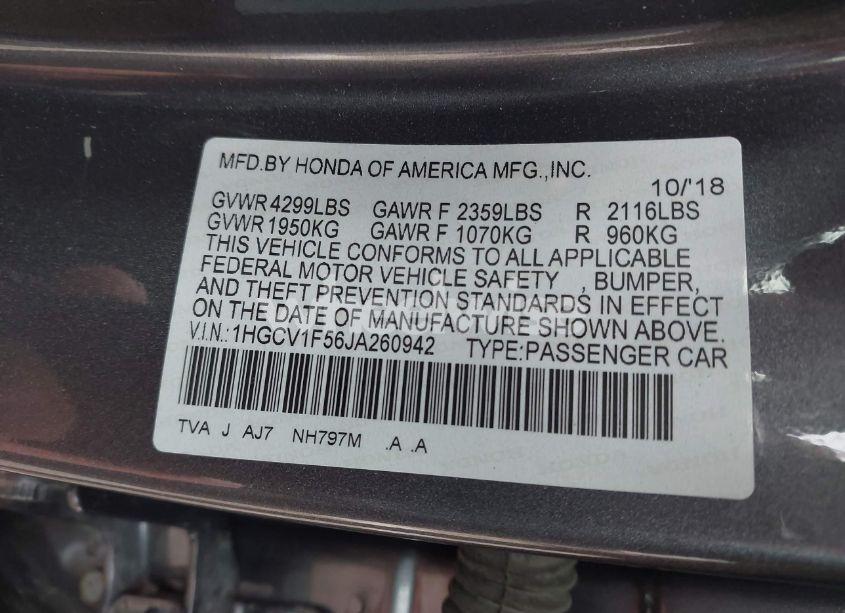 MFD.BY HONDA OF AMERICA MFG.,INC.
10/'18
GVWR 4299LBS GAWR F 2359LBS R 2116LBS
GVWR 1950KG GAWR F 1070KG R 960KG
THIS VEHICLE CONFORMS TO ALL APPLICABLE
FEDERAL MOTOR VEHICLE SAFETY , BUMPER,
AND THEFT PREVENTION STANDARDS IN EFFECT
ON THE DATE OF MANUFACTURE SHOWN ABOVE.
V.I.N.:1HGCV1F56JA260942 TYPE:PASSENGER CAR
TVA J AJ7 NH797M .A .A